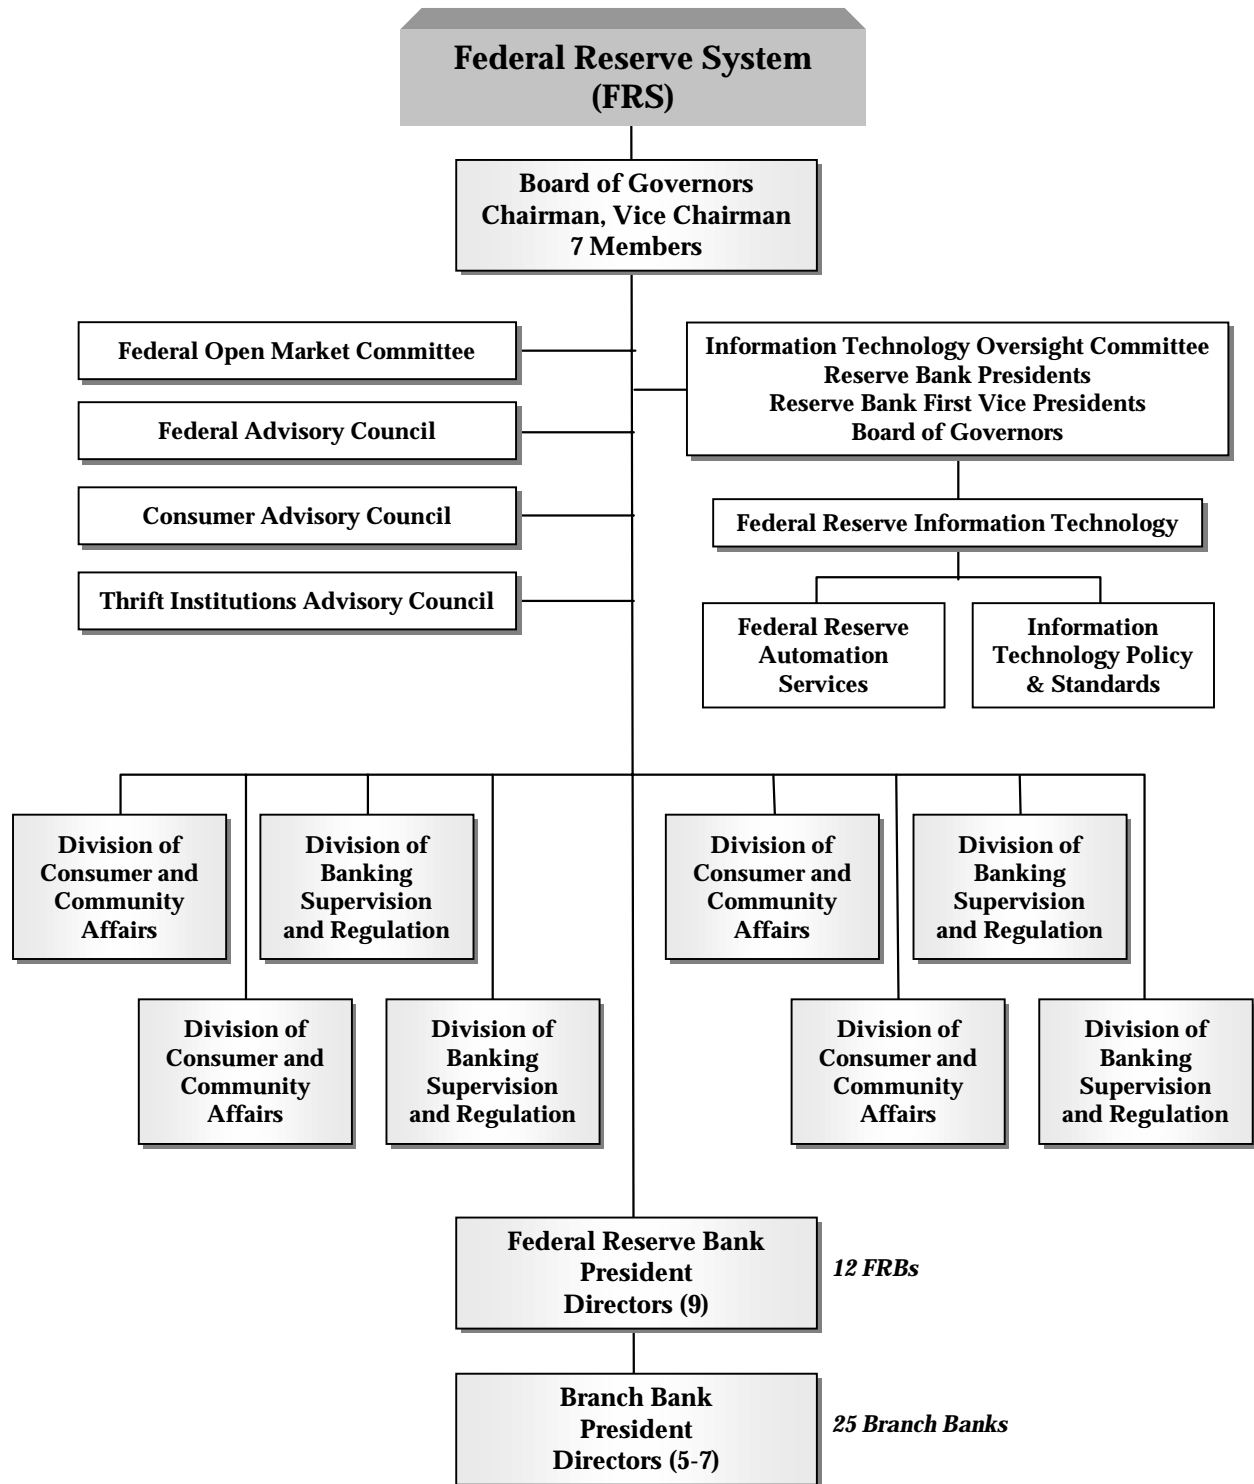 Federal Reserve System
(FRS)
Board of Governors
Chairman, Vice Chairman
7 Members
Federal Open Market Committee
Federal Advisory Council
Consumer Advisory Council
Thrift Institutions Advisory Council
Information Technology Oversight Committee
Reserve Bank Presidents
Reserve Bank First Vice Presidents
Board of Governors
Federal Reserve Information Technology
Federal Reserve
Automation
Services
Information
Technology Policy
& Standards
Division of
Consumer and
Community
Affairs
Division of
Banking
Supervision
and Regulation
Division of
Consumer and
Community
Affairs
Division of
Banking
Supervision
and Regulation
Division of
Consumer and
Community
Affairs
Division of
Banking
Supervision
and Regulation
Division of
Consumer and
Community
Affairs
Division of
Banking
Supervision
and Regulation
Federal Reserve Bank
President
Directors (9)
12 FRBs
Branch Bank
President
Directors (5-7)
25 Branch Banks